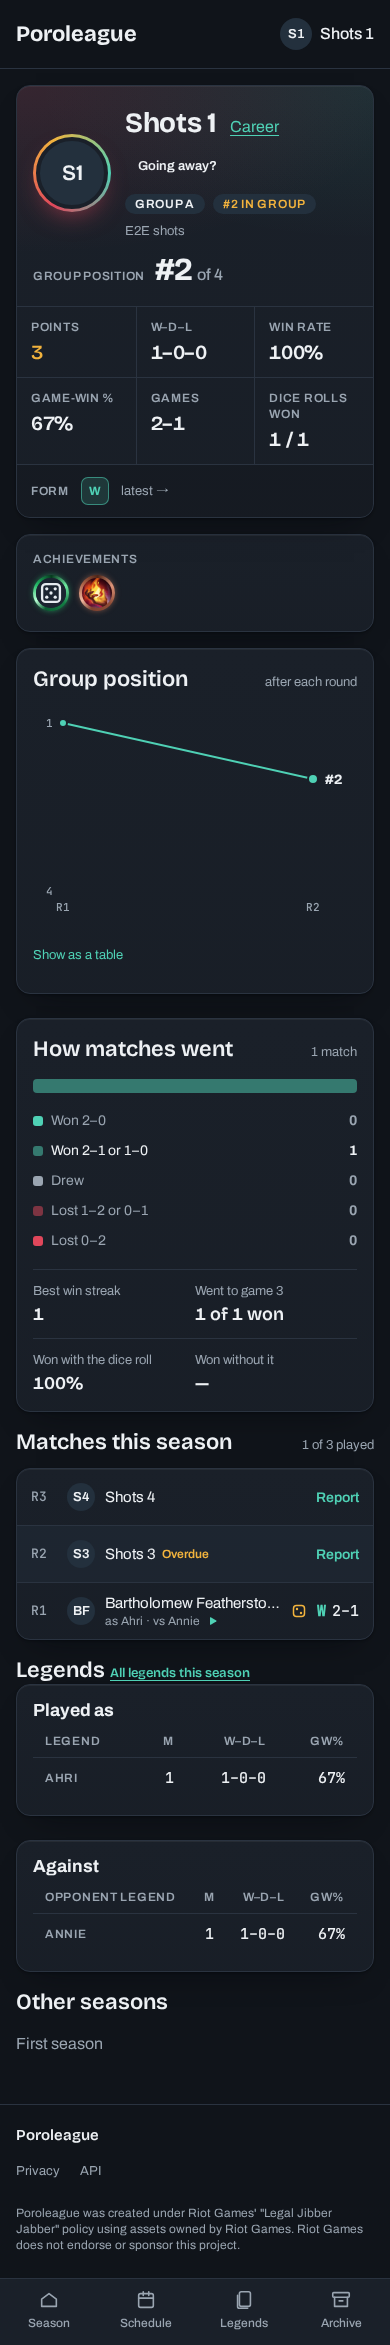 Poroleague
S1 Shots 1
S1
Shots 1 Career
Going away?
GROUP A #2 IN GROUP
E2E shots
GROUP POSITION #2 of 4
POINTS W–D–L WIN RATE
3 1–0–0 100%
GAME-WIN % GAMES DICE ROLLS WON
67% 2–1 1 / 1
FORM W latest →
ACHIEVEMENTS
Group position after each round
1
#2
4
R1 R2
Show as a table
How matches went 1 match
Won 2–0 0
Won 2–1 or 1–0 1
Drew 0
Lost 1–2 or 0–1 0
Lost 0–2 0
Best win streak Went to game 3
1 1 of 1 won
Won with the dice roll Won without it
100% —
Matches this season 1 of 3 played
R3 S4 Shots 4 Report
R2 S3 Shots 3 Overdue Report
R1 BF Bartholomew Feathersto… W 2–1
as Ahri · vs Annie
Legends All legends this season
Played as
LEGEND M W–D–L GW%
AHRI 1 1–0–0 67%
Against
OPPONENT LEGEND M W–D–L GW%
ANNIE 1 1–0–0 67%
Other seasons
First season
Poroleague
Privacy API
Poroleague was created under Riot Games' "Legal Jibber
Jabber" policy using assets owned by Riot Games. Riot Games
does not endorse or sponsor this project.
Season Schedule Legends Archive